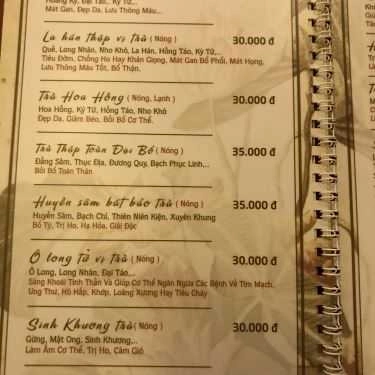 Hoàng Kỳ, Đại Táo, Kỷ Tử,...
Mát Gan, Đẹp Da, Lưu Thông Máu,...
La hán thập vị trà (Nóng) 30.000 đ
Quế, Long Nhãn, Nho Khô, La Hán, Hồng Táo, Kỷ Tử,...
Tiêu Đờm, Chống Ho Hay Khản Giọng, Mát Gan Bổ Phổi, Mát Họng,
Lưu Thông Máu Tốt, Bổ Thận.
Trà Hoa Hồng (Nóng, Lạnh) 30.000 đ
Hoa Hồng, Kỷ Tử, Hồng Táo, Nho Khô
Đẹp Da, Giảm Béo, Bồi Bổ Cơ Thể.
Trà Thập Toàn Đại Bổ (Nóng) 35.000 đ
Đẳng Sâm, Thục Địa, Đương Quy, Bạch Phục Linh,...
Bồi Bổ Toàn Thân
Huyền sâm bát bảo trà (Nóng) 35.000 đ
Huyền Sâm, Bạch Chỉ, Thiên Niên Kiện, Xuyên Khung
Bổ Tỳ, Trị Ho, Hạ Hỏa, Giải Độc
Ô long tử vị trà (Nóng) 30.000 đ
Ô Long, Long Nhãn, Đại Táo,...
Sảng Khoái Tinh Thần Và Giúp Cơ Thể Ngăn Ngừa Các Bệnh Về Tim Mạch,
Ung Thư, Hô Hấp, Khớp, Loãng Xương Hay Tiêu Chảy
Sinh Khương Trà (Nóng) 30.000 đ
Gừng, Mật Ong, Sinh Khương,...
Làm Ấm Cơ Thể, Trị Ho, Cảm Gió